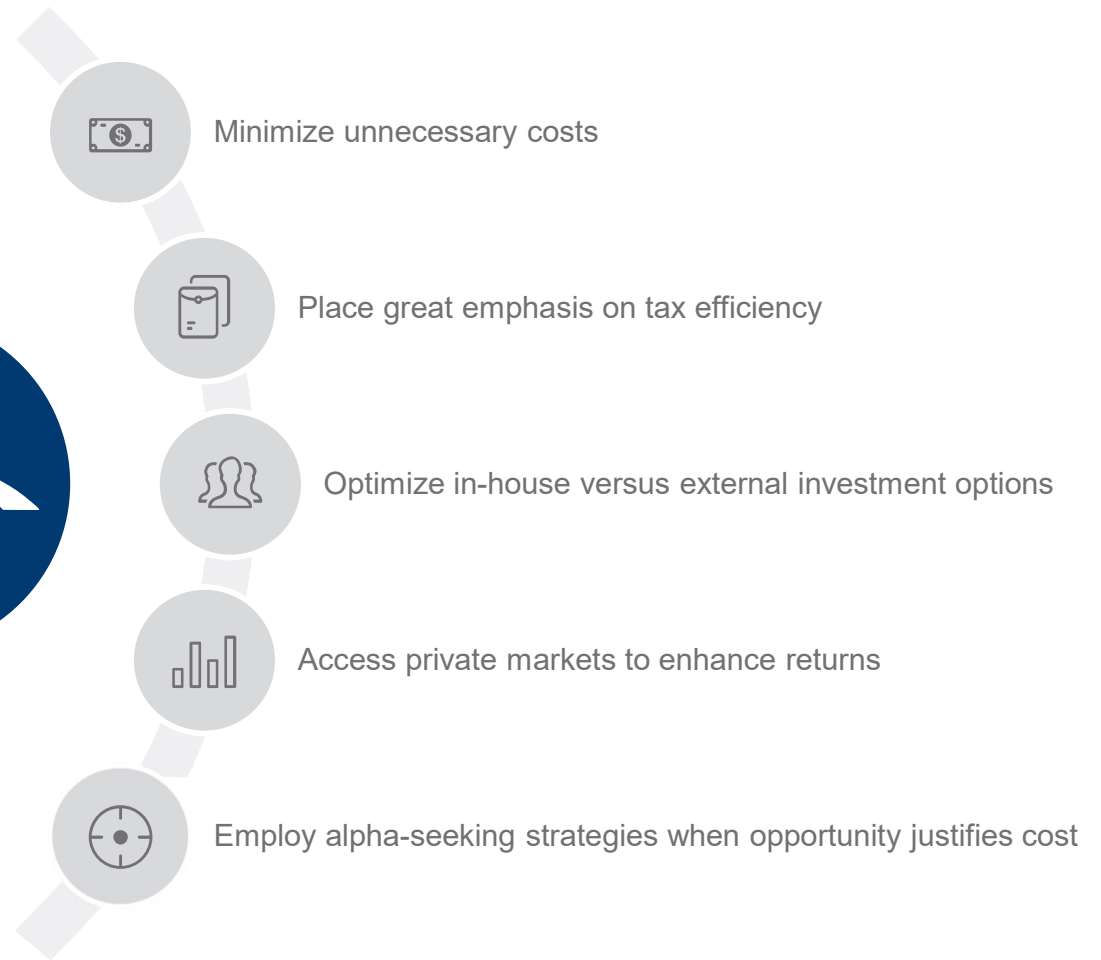 $
Minimize unnecessary costs
Place great emphasis on tax efficiency
Optimize in-house versus external investment options
Access private markets to enhance returns
Employ alpha-seeking strategies when opportunity justifies cost